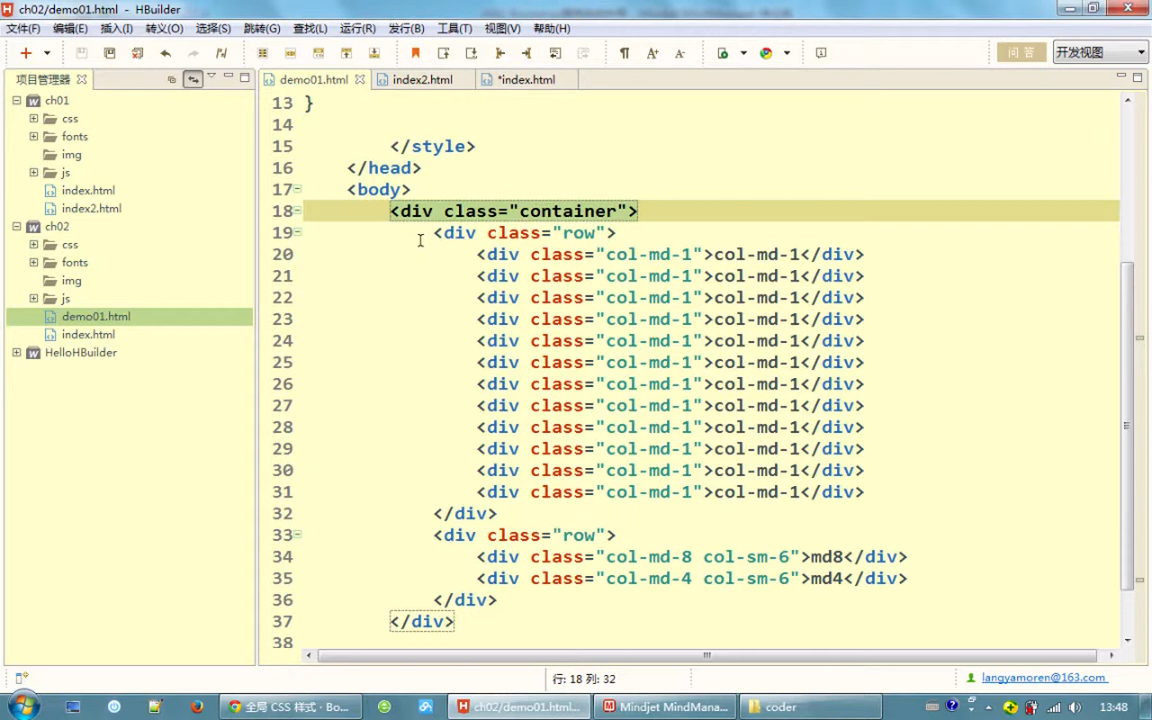 ch02/demo01.html - HBuilder
文件(F) 编辑(E) 插入(I) 转义(O) 选择(S) 跳转(G) 查找(L) 运行(R) 发行(B) 工具(T) 视图(V) 帮助(H)
问 答 开发视图
项目管理器 demo01.html index2.html *index.html
ch01
css
fonts
img
js
index.html
index2.html
ch02
css
fonts
img
js
demo01.html
index.html
HelloHBuilder
13 }
14
15 </style>
16 </head>
17 <body>
18 <div class="container">
19 <div class="row">
20 <div class="col-md-1">col-md-1</div>
21 <div class="col-md-1">col-md-1</div>
22 <div class="col-md-1">col-md-1</div>
23 <div class="col-md-1">col-md-1</div>
24 <div class="col-md-1">col-md-1</div>
25 <div class="col-md-1">col-md-1</div>
26 <div class="col-md-1">col-md-1</div>
27 <div class="col-md-1">col-md-1</div>
28 <div class="col-md-1">col-md-1</div>
29 <div class="col-md-1">col-md-1</div>
30 <div class="col-md-1">col-md-1</div>
31 <div class="col-md-1">col-md-1</div>
32 </div>
33 <div class="row">
34 <div class="col-md-8 col-sm-6">md8</div>
35 <div class="col-md-4 col-sm-6">md4</div>
36 </div>
37 </div>
38
行: 18 列: 32 langyamoren@163.com
全局 CSS 样式 · Bo... ch02/demo01.html... Mindjet MindMana... coder 13:48